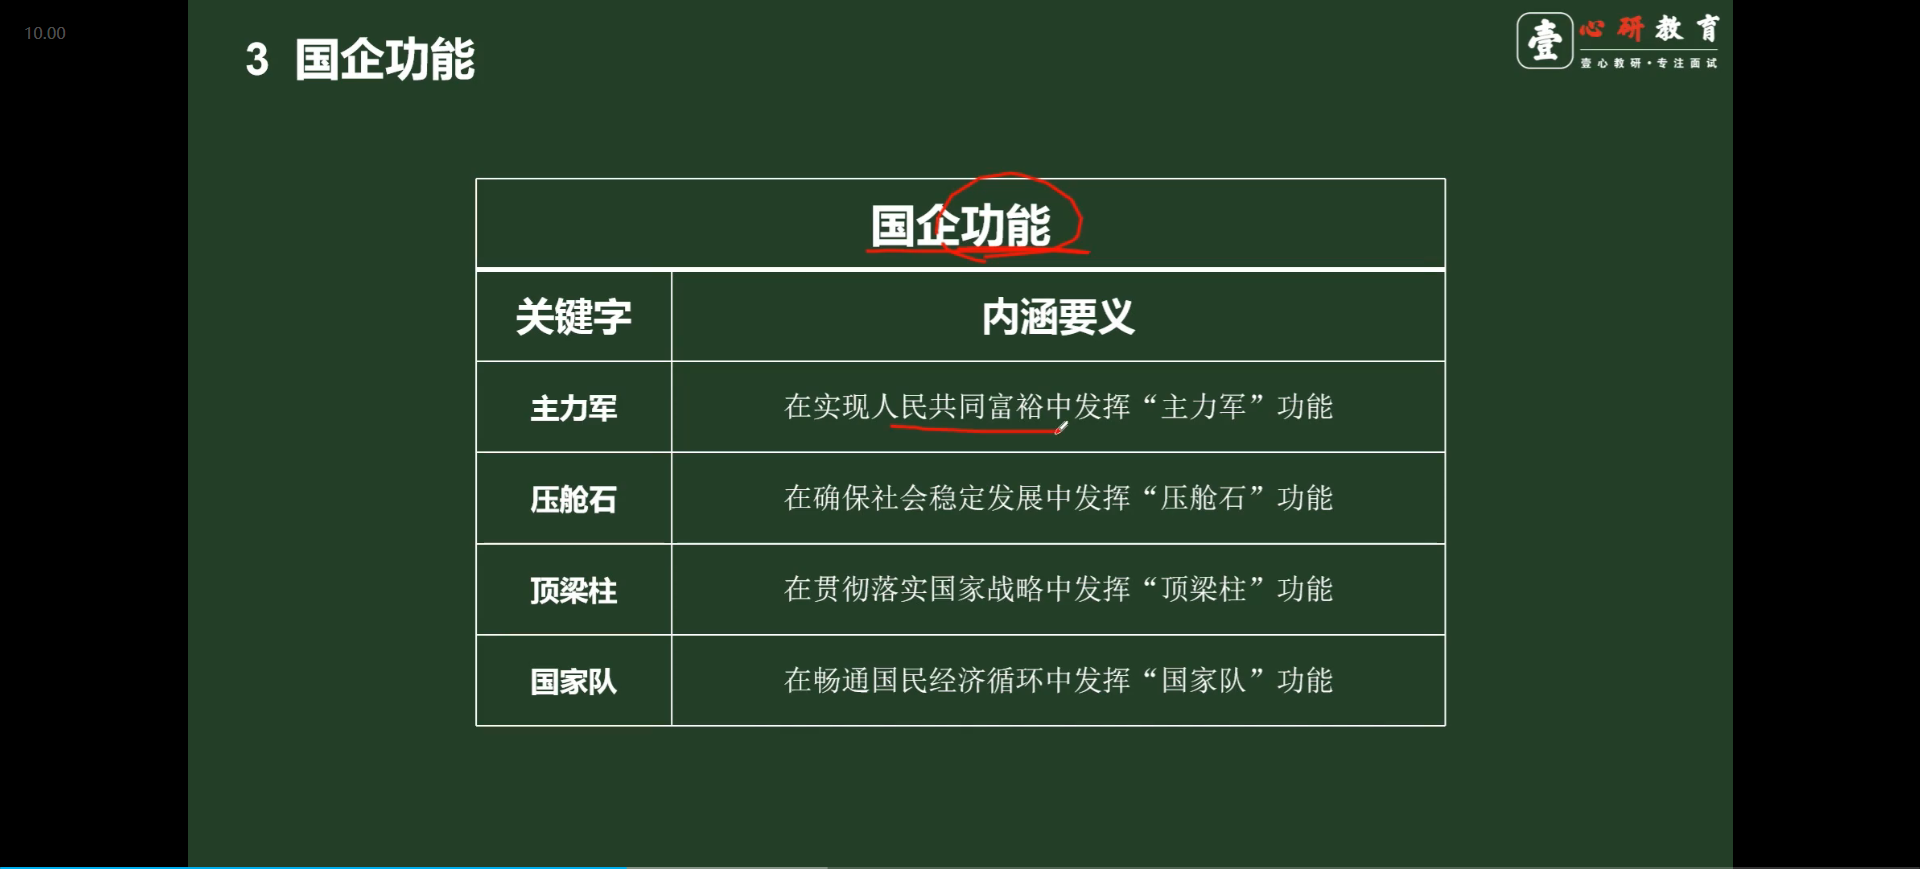 10.00
3 国企功能
壹 心研教育
壹心教研·专注面试
国企功能
关键字 内涵要义
主力军 在实现人民共同富裕中发挥“主力军”功能
压舱石 在确保社会稳定发展中发挥“压舱石”功能
顶梁柱 在贯彻落实国家战略中发挥“顶梁柱”功能
国家队 在畅通国民经济循环中发挥“国家队”功能